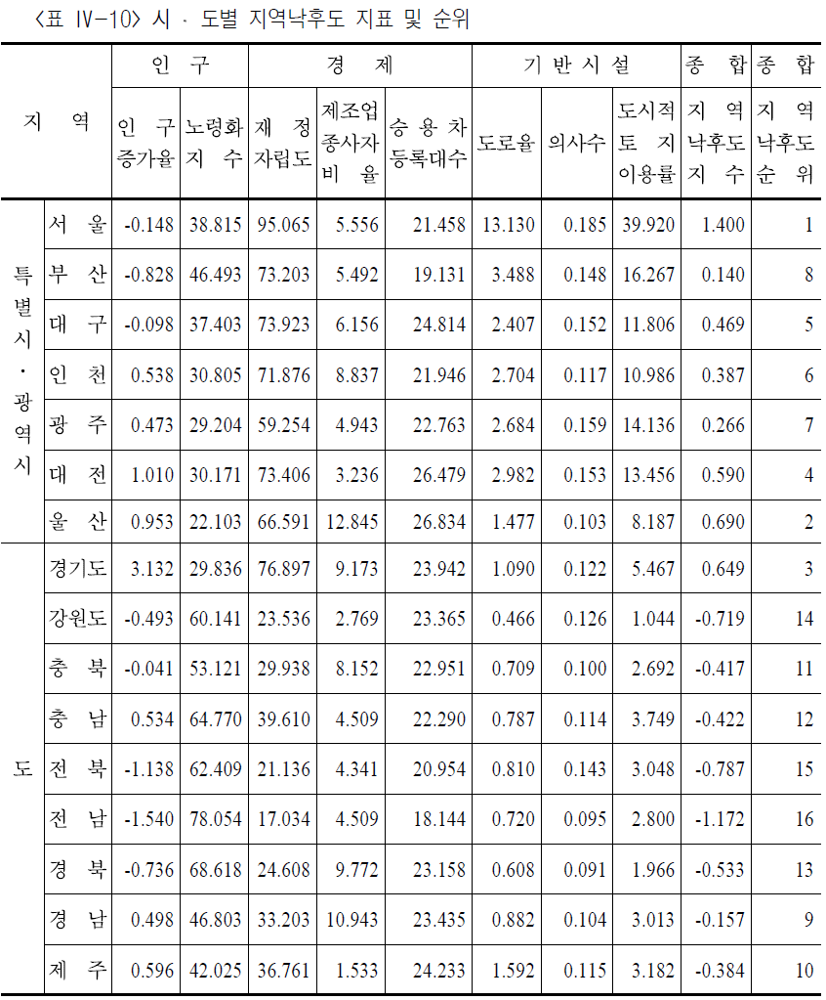 <표 IV-10> 시 · 도별 지역낙후도 지표 및 순위
지 역 인 구 경 제 기 반 시 설 종 합 종 합
인 구 노령화 재 정 제조업 승 용 차 도로율 의사수 도시적 지 역 지 역
증가율 지 수 자립도 종사자 등록대수 토 지 낙후도 낙후도
비 율 이용률 지 수 순 위
특별시·광역시
서 울 -0.148 38.815 95.065 5.556 21.458 13.130 0.185 39.920 1.400 1
부 산 -0.828 46.493 73.203 5.492 19.131 3.488 0.148 16.267 0.140 8
대 구 -0.098 37.403 73.923 6.156 24.814 2.407 0.152 11.806 0.469 5
인 천 0.538 30.805 71.876 8.837 21.946 2.704 0.117 10.986 0.387 6
광 주 0.473 29.204 59.254 4.943 22.763 2.684 0.159 14.136 0.266 7
대 전 1.010 30.171 73.406 3.236 26.479 2.982 0.153 13.456 0.590 4
울 산 0.953 22.103 66.591 12.845 26.834 1.477 0.103 8.187 0.690 2
도
경기도 3.132 29.836 76.897 9.173 23.942 1.090 0.122 5.467 0.649 3
강원도 -0.493 60.141 23.536 2.769 23.365 0.466 0.126 1.044 -0.719 14
충 북 -0.041 53.121 29.938 8.152 22.951 0.709 0.100 2.692 -0.417 11
충 남 0.534 64.770 39.610 4.509 22.290 0.787 0.114 3.749 -0.422 12
전 북 -1.138 62.409 21.136 4.341 20.954 0.810 0.143 3.048 -0.787 15
전 남 -1.540 78.054 17.034 4.509 18.144 0.720 0.095 2.800 -1.172 16
경 북 -0.736 68.618 24.608 9.772 23.158 0.608 0.091 1.966 -0.533 13
경 남 0.498 46.803 33.203 10.943 23.435 0.882 0.104 3.013 -0.157 9
제 주 0.596 42.025 36.761 1.533 24.233 1.592 0.115 3.182 -0.384 10